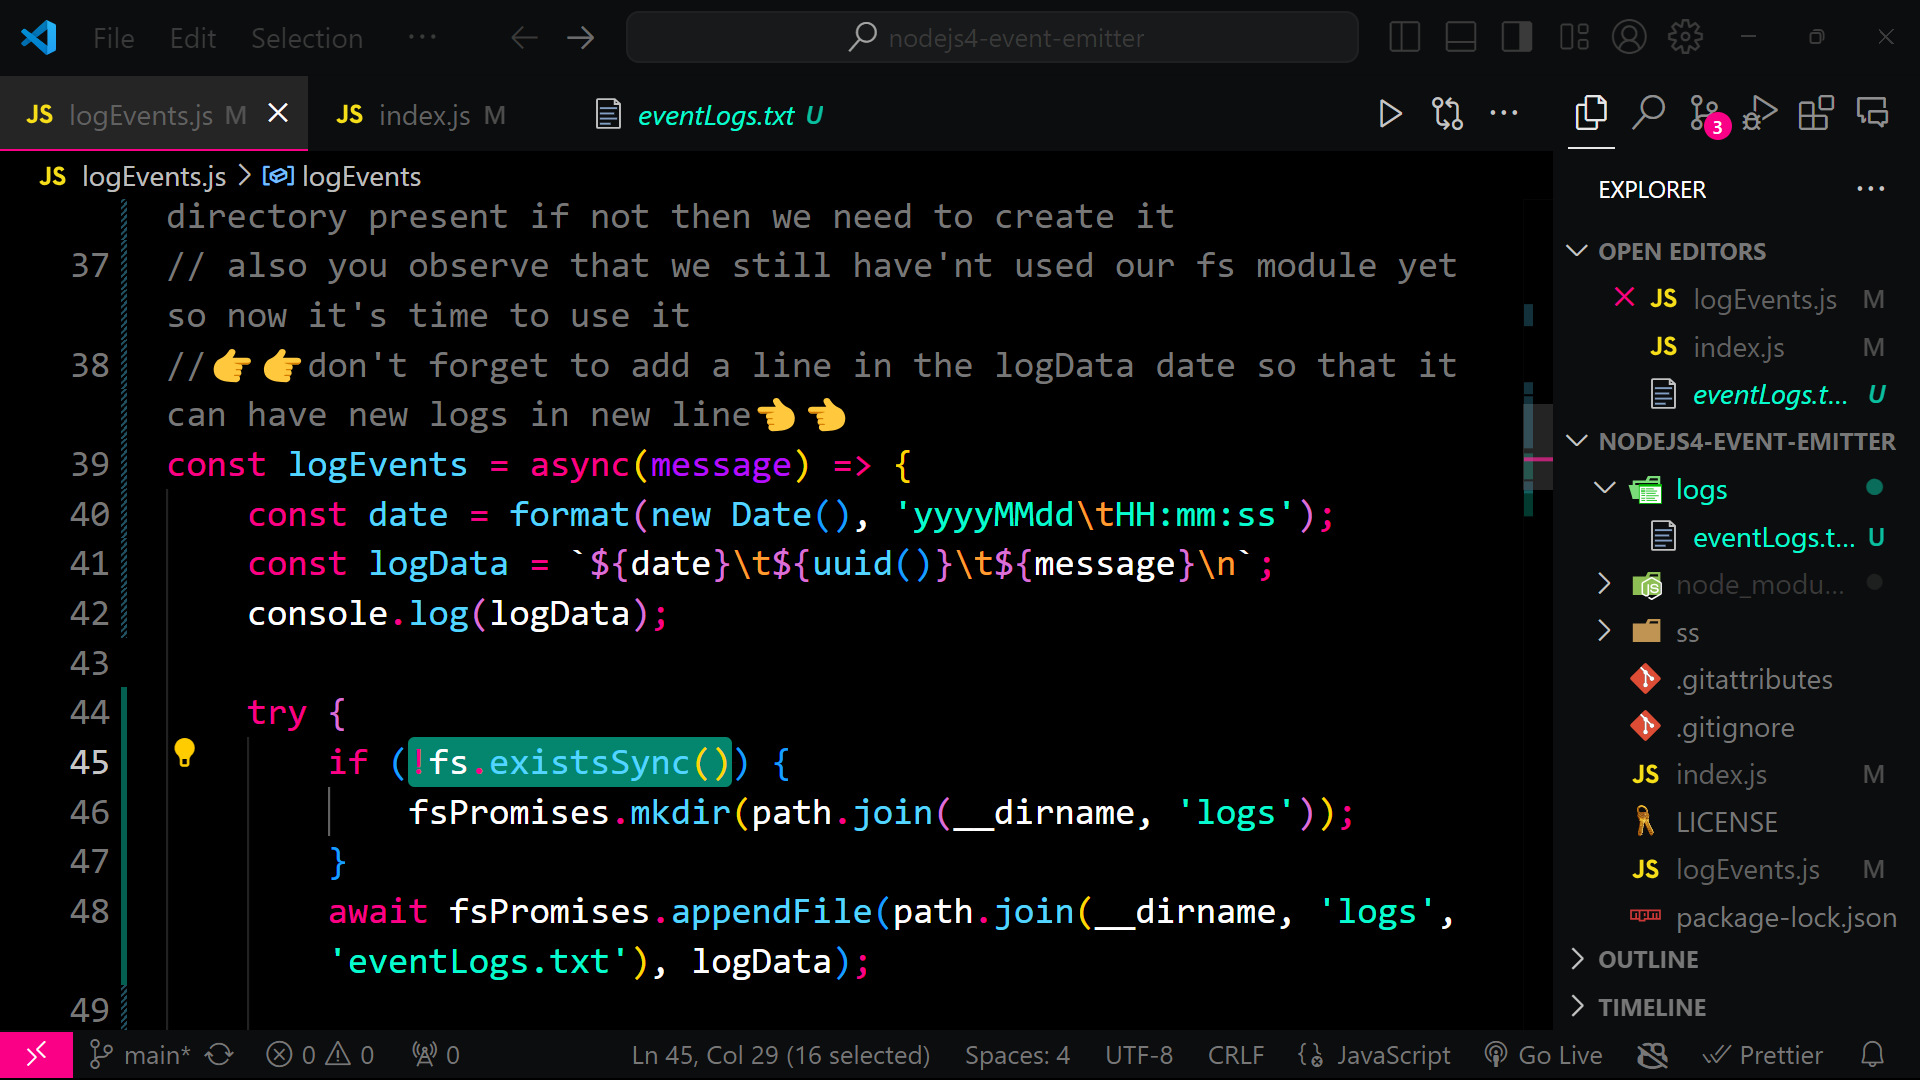 File Edit Selection ··· nodejs4-event-emitter
JS logEvents.js M JS index.js M eventLogs.txt U
3
JS logEvents.js > logEvents
directory present if not then we need to create it
37 // also you observe that we still have'nt used our fs module yet
so now it's time to use it
38 //👉👉don't forget to add a line in the logData date so that it
can have new logs in new line👈👈
39 const logEvents = async(message) => {
40 const date = format(new Date(), 'yyyyMMdd\tHH:mm:ss');
41 const logData = `${date}\t${uuid()}\t${message}\n`;
42 console.log(logData);
43
44 try {
45 if (!fs.existsSync()) {
46 fsPromises.mkdir(path.join(__dirname, 'logs'));
47 }
48 await fsPromises.appendFile(path.join(__dirname, 'logs',
'eventLogs.txt'), logData);
49
EXPLORER ···
OPEN EDITORS
JS logEvents.js M
JS index.js M
eventLogs.t... U
NODEJS4-EVENT-EMITTER
logs
eventLogs.t... U
node_modu...
ss
.gitattributes
.gitignore
JS index.js M
LICENSE
JS logEvents.js M
npm package-lock.json
OUTLINE
TIMELINE
main* 0 0 0 Ln 45, Col 29 (16 selected) Spaces: 4 UTF-8 CRLF JavaScript Go Live Prettier